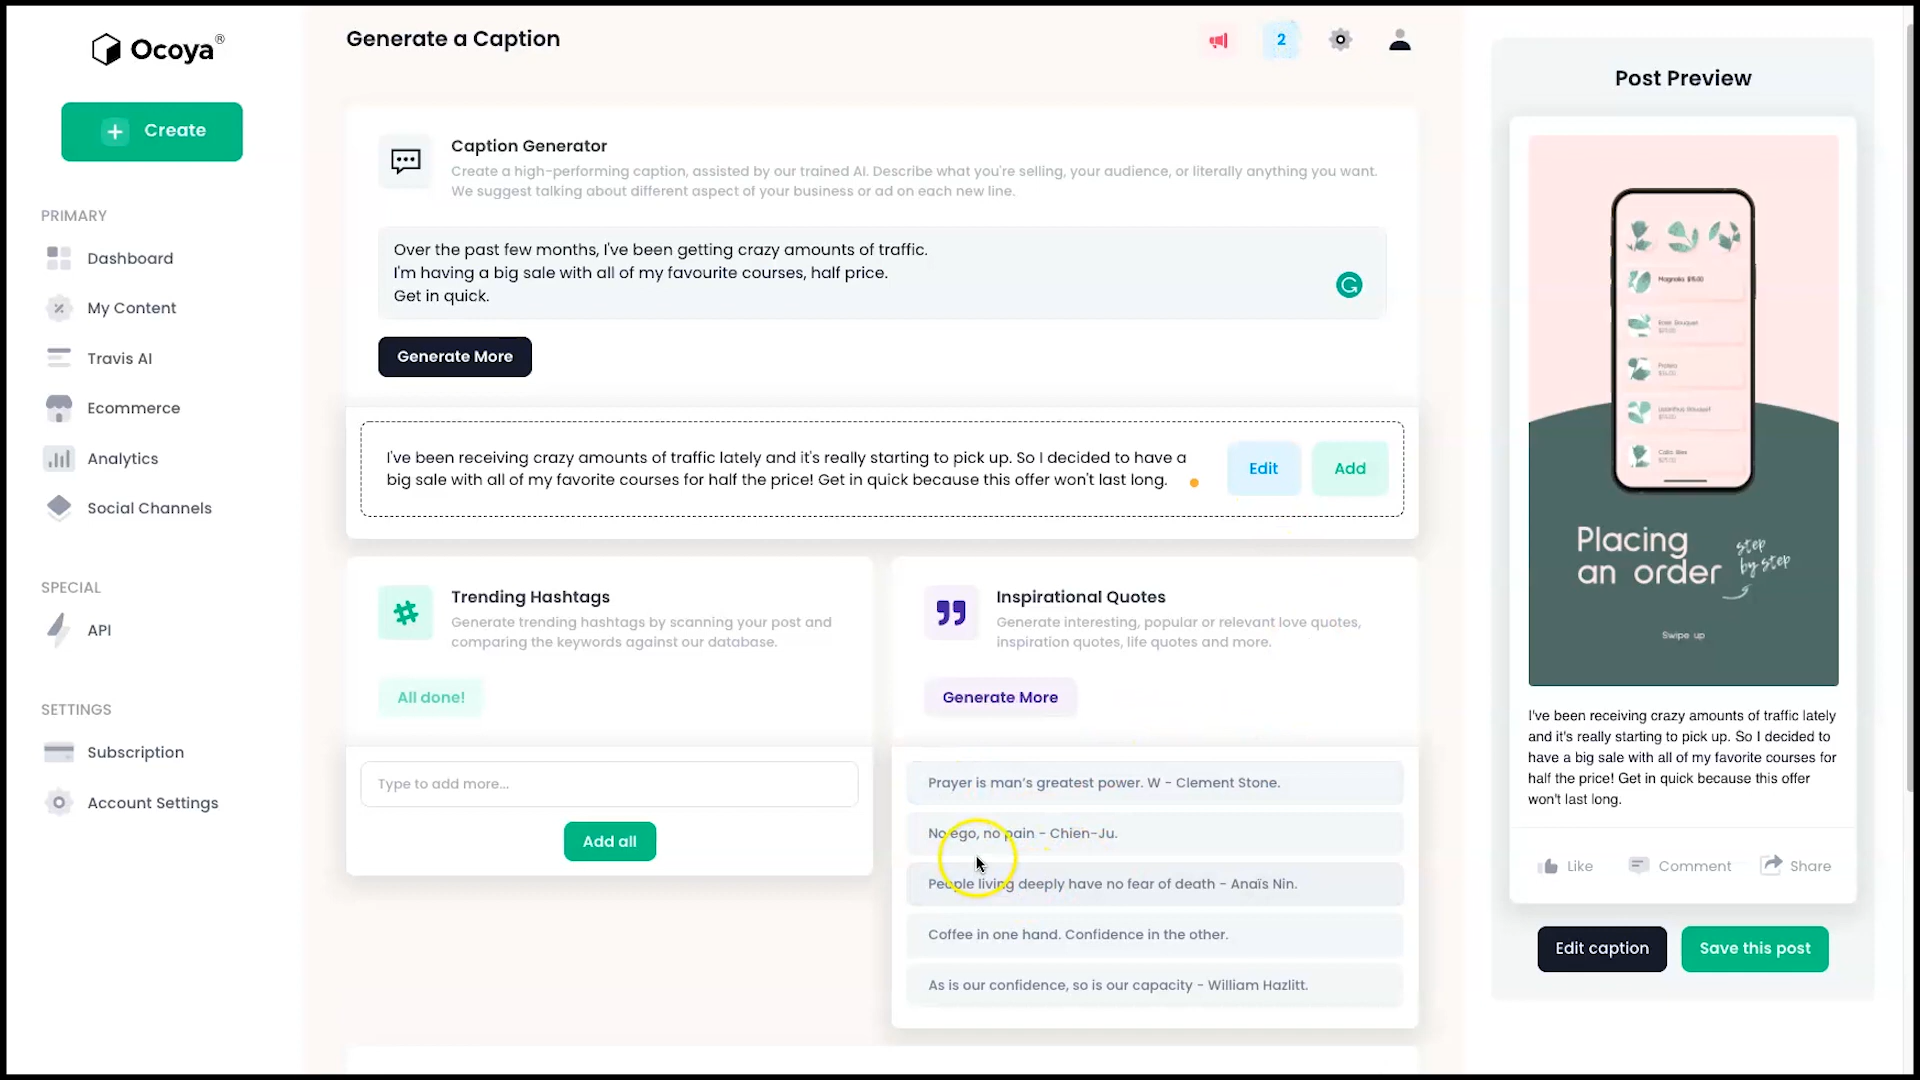 Ocoya®
Create
PRIMARY
Dashboard
My Content
Travis AI
Ecommerce
Analytics
Social Channels
SPECIAL
API
SETTINGS
Subscription
Account Settings
Generate a Caption
2
Caption Generator
Create a high-performing caption, assisted by our trained AI. Describe what you're selling, your audience, or literally anything you want.
We suggest talking about different aspect of your business or ad on each new line.
Over the past few months, I've been getting crazy amounts of traffic.
I'm having a big sale with all of my favourite courses, half price.
Get in quick.
Generate More
I've been receiving crazy amounts of traffic lately and it's really starting to pick up. So I decided to have a
big sale with all of my favorite courses for half the price! Get in quick because this offer won't last long.
Edit
Add
Trending Hashtags
Generate trending hashtags by scanning your post and
comparing the keywords against our database.
All done!
Type to add more...
Add all
Inspirational Quotes
Generate interesting, popular or relevant love quotes,
inspiration quotes, life quotes and more.
Generate More
Prayer is man's greatest power. W - Clement Stone.
No ego, no pain - Chien-Ju.
People living deeply have no fear of death - Anaïs Nin.
Coffee in one hand. Confidence in the other.
As is our confidence, so is our capacity - William Hazlitt.
Post Preview
Magnolia $15.00
Rose Bouquet
Protea
Lisianthus Bouquet
Calla lilies
Placing
an order
step
by step
Swipe up
I've been receiving crazy amounts of traffic lately
and it's really starting to pick up. So I decided to
have a big sale with all of my favorite courses for
half the price! Get in quick because this offer
won't last long.
Like
Comment
Share
Edit caption
Save this post